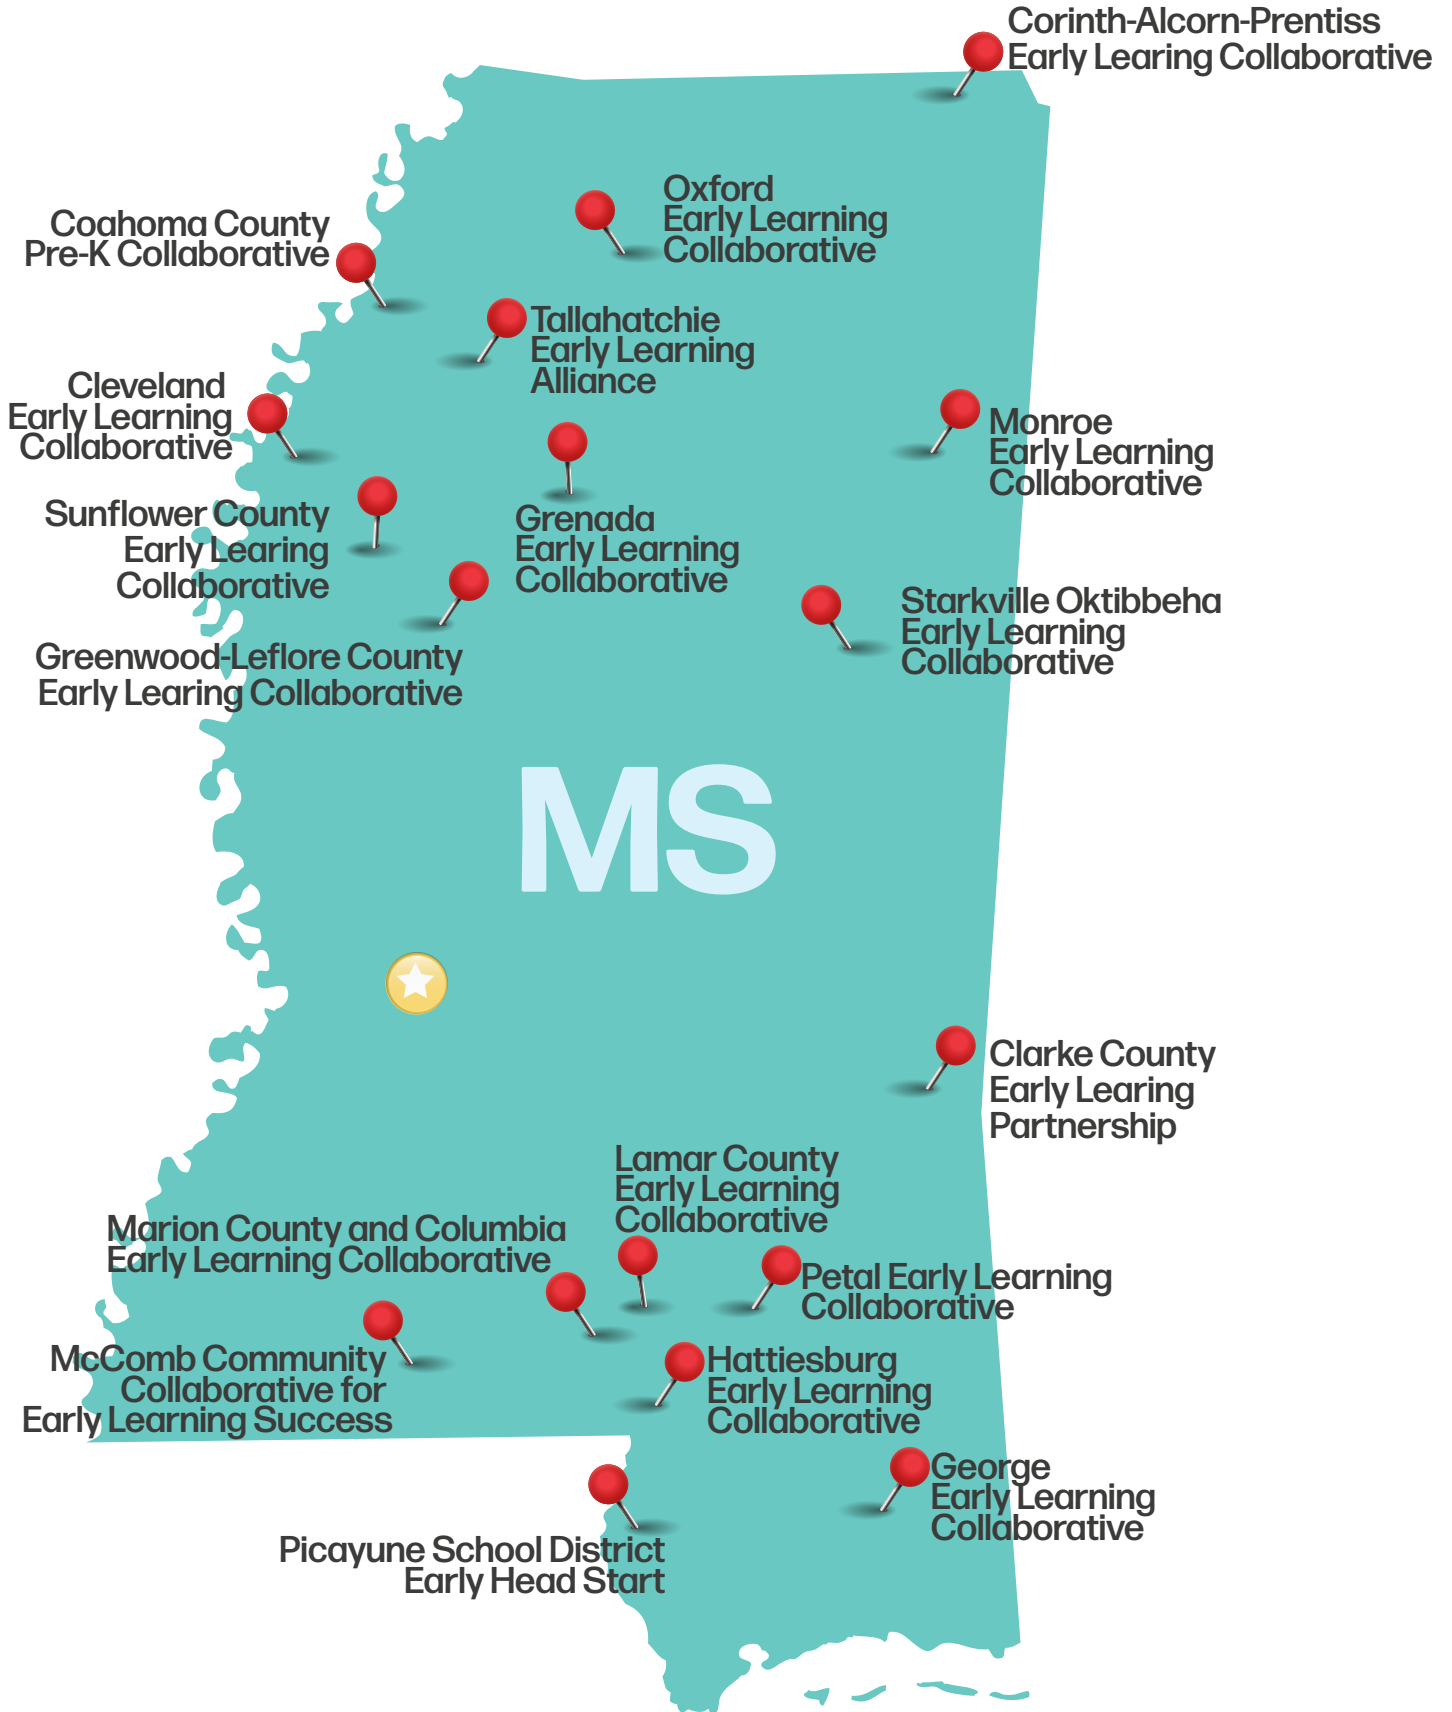 Corinth-Alcorn-Prentiss
Early Learing Collaborative
Oxford
Early Learning
Collaborative
Coahoma County
Pre-K Collaborative
Tallahatchie
Early Learning
Alliance
Cleveland
Early Learning
Collaborative
Monroe
Early Learning
Collaborative
Sunflower County
Early Learing
Collaborative
Grenada
Early Learning
Collaborative
Starkville Oktibbeha
Early Learning
Collaborative
Greenwood-Leflore County
Early Learing Collaborative
MS
Clarke County
Early Learing
Partnership
Lamar County
Early Learning
Collaborative
Marion County and Columbia
Early Learning Collaborative
Petal Early Learning
Collaborative
McComb Community
Collaborative for
Early Learning Success
Hattiesburg
Early Learning
Collaborative
George
Early Learning
Collaborative
Picayune School District
Early Head Start